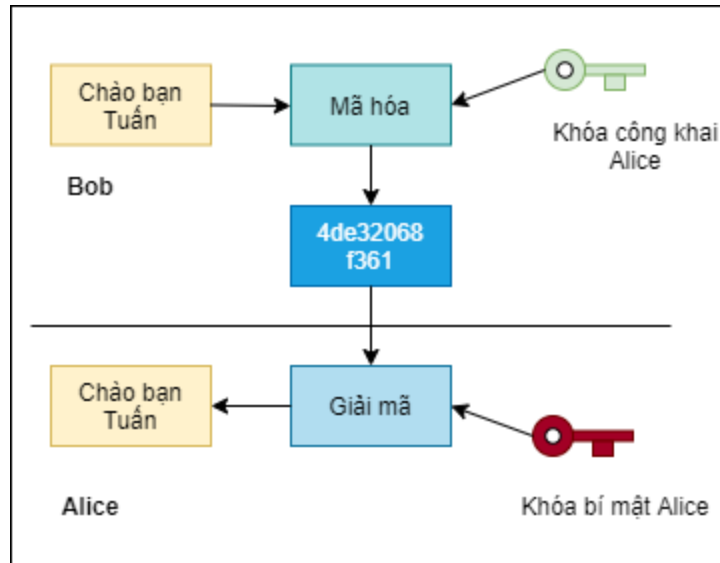 Chào bạn
Tuấn
Mã hóa
Khóa công khai
Alice
Bob
4de32068
f361
Chào bạn
Tuấn
Giải mã
Alice
Khóa bí mật Alice